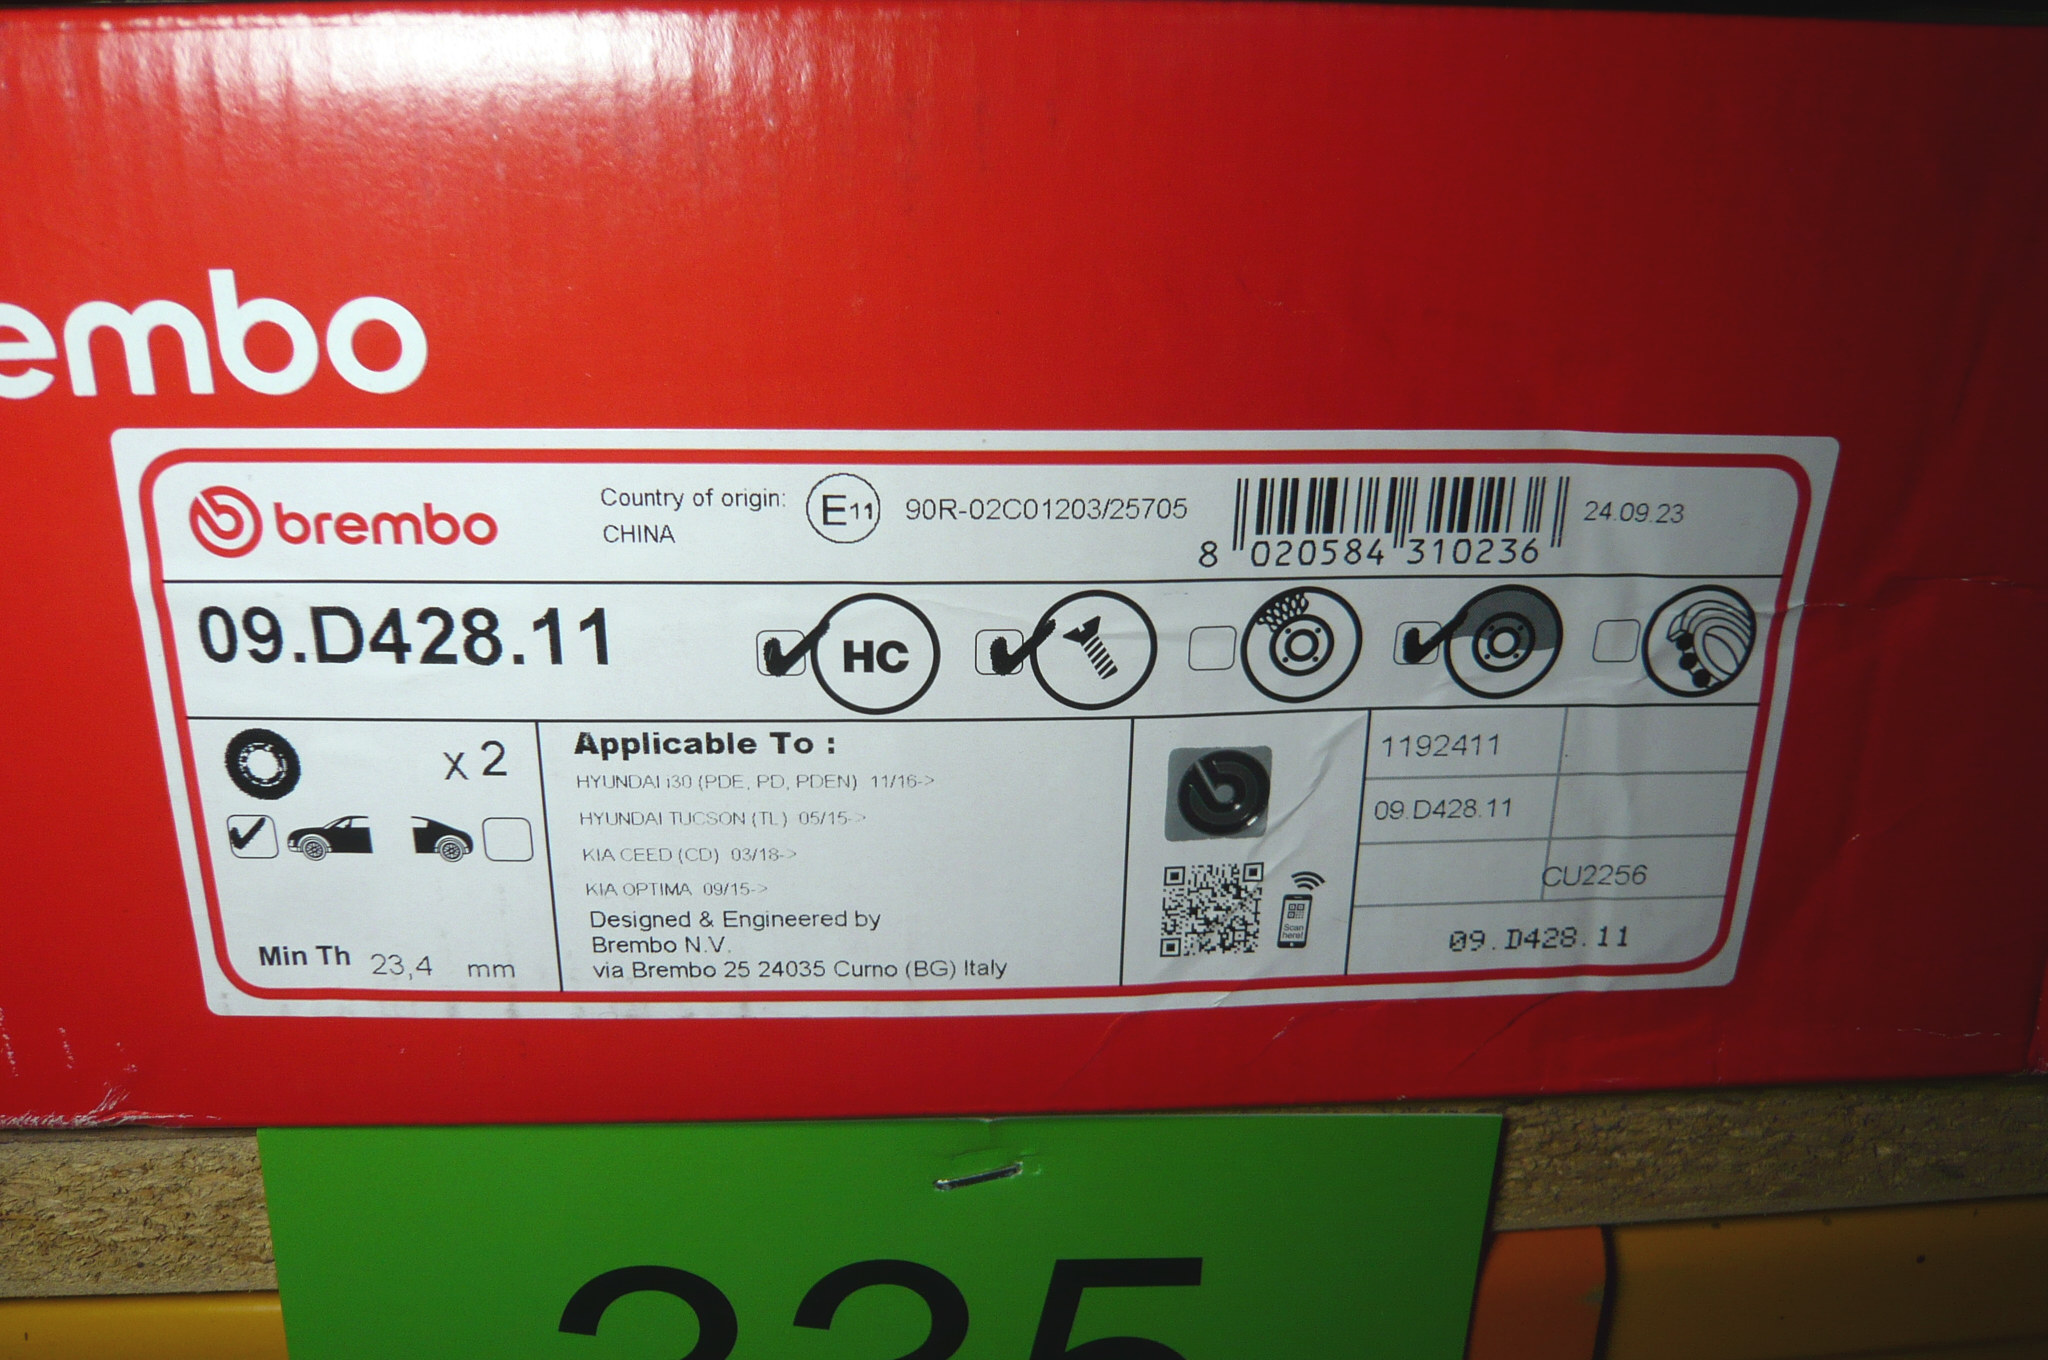 embo
brembo
Country of origin:
CHINA
E11
90R-02C01203/25705
24.09.23
8 020584 310236
09.D428.11
HC
x 2
Applicable To :
HYUNDAI i30 (PDE, PD, PDEN) 11/16->
HYUNDAI TUCSON (TL) 05/15->
KIA CEED (CD) 03/18->
KIA OPTIMA 09/15->
Designed & Engineered by
Brembo N.V.
via Brembo 25 24035 Curno (BG) Italy
Min Th 23,4 mm
Scan
here!
1192411
09.D428.11
CU2256
09.D428.11